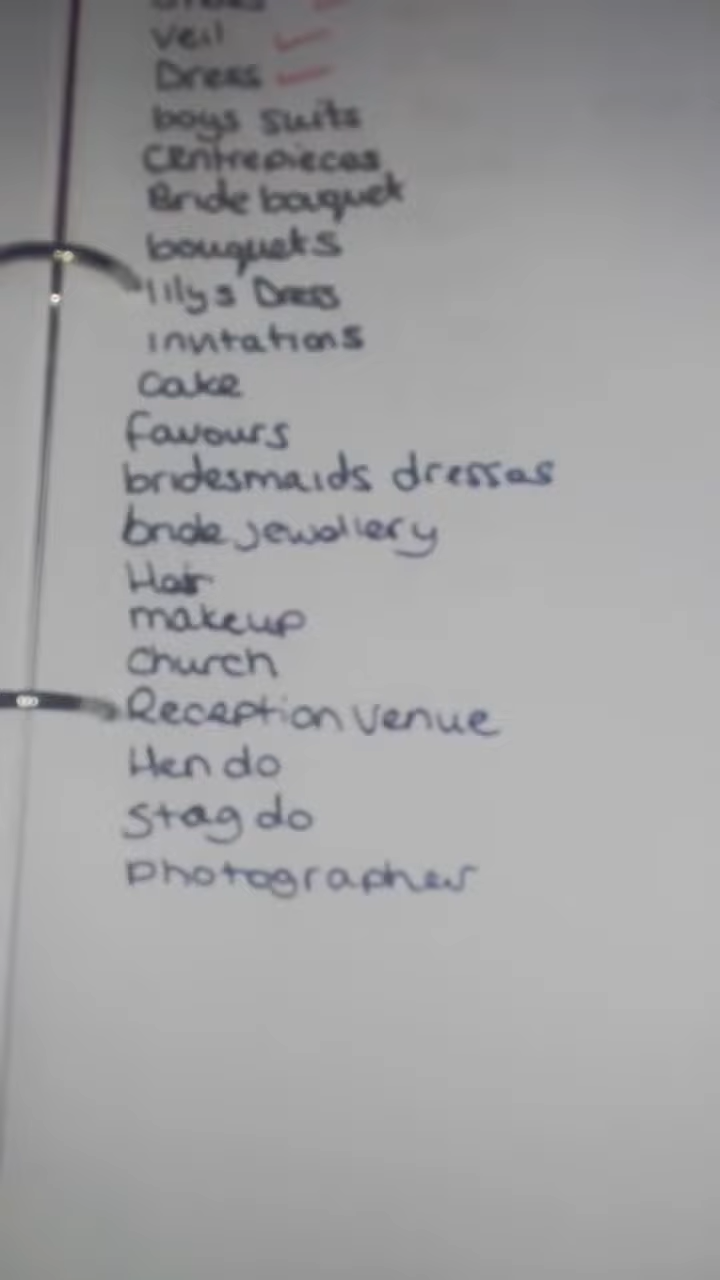 veil
Dress
boys suits
Centrepieces
Bride bouquet
bouquets
lilys Dress
invitations
Cake
favours
bridesmaids dresses
bride jewellery
Hair
makeup
Church
Reception venue
Hen do
Stag do
photographer